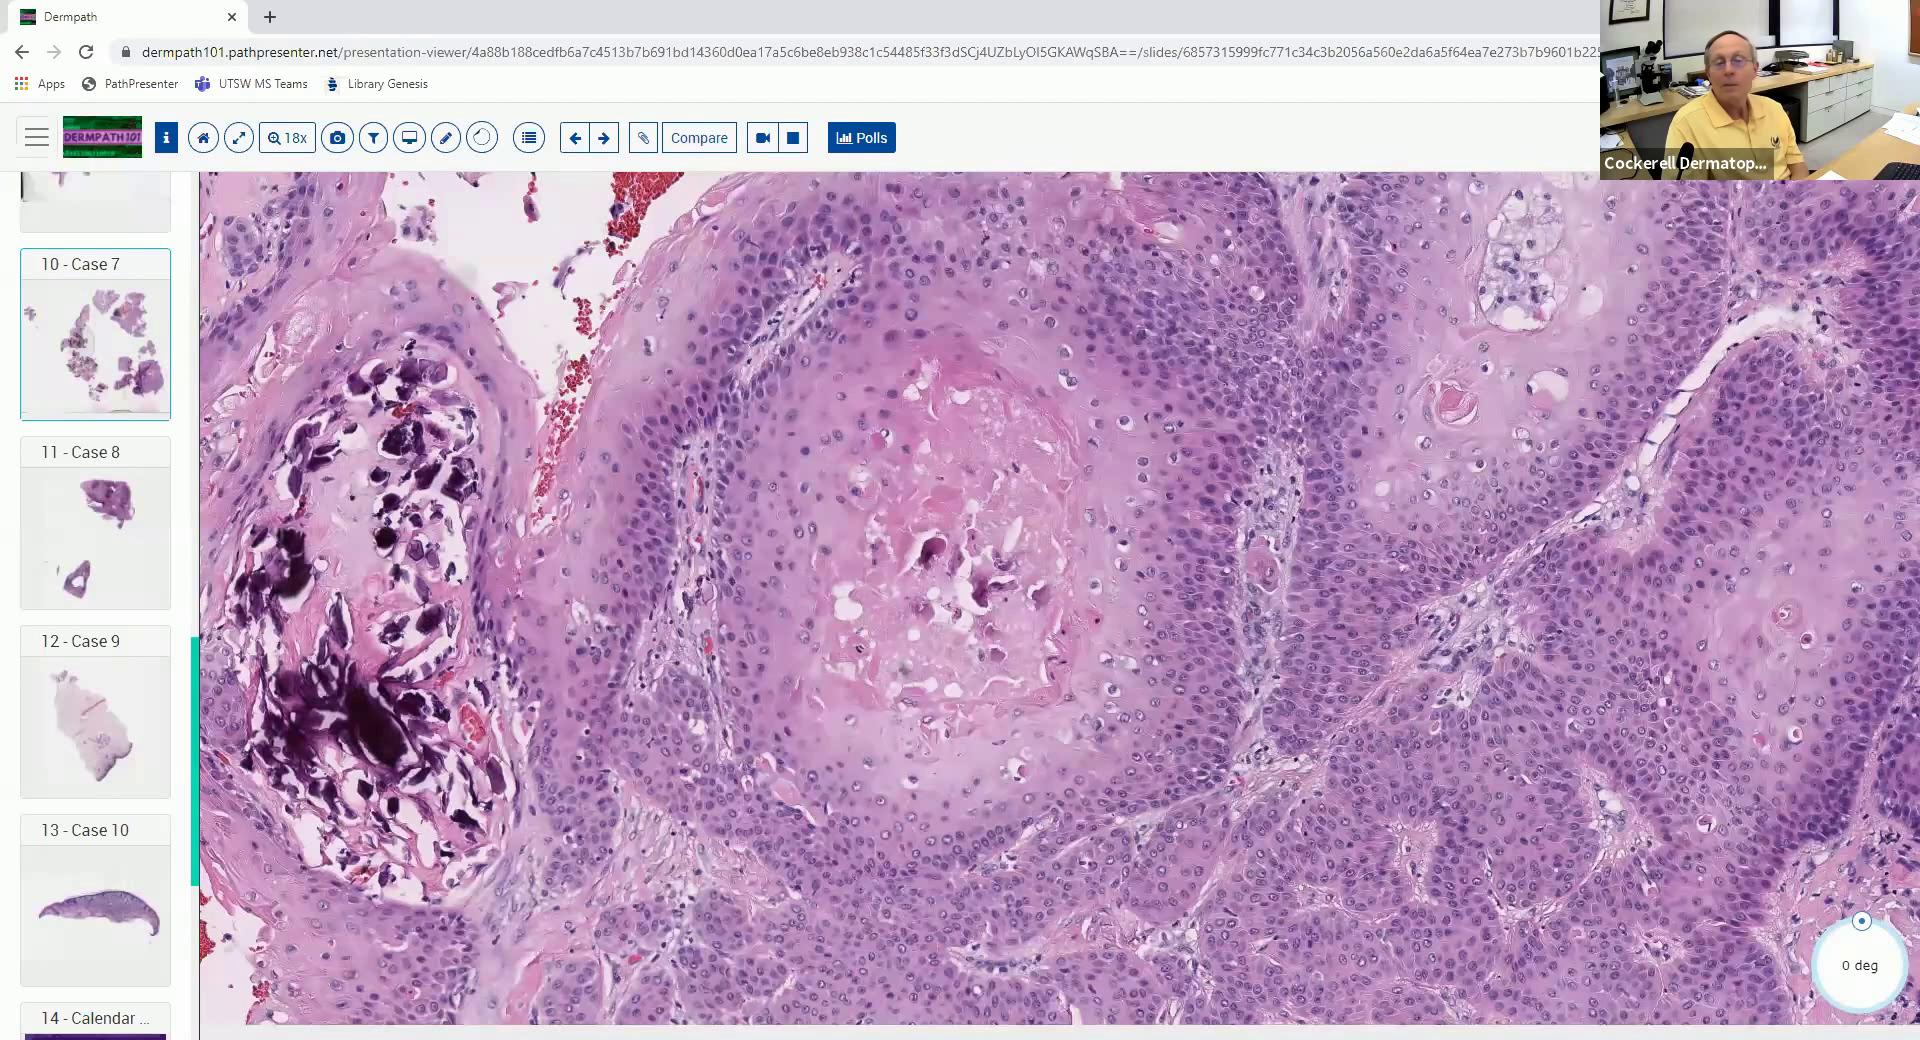 Dermpath
dermpath101.pathpresenter.net/presentation-viewer/4a88b188cedfb6a7c4513b7b691bd14360d0ea17a5c6be8eb938c1c54485f33f3dSCj4UZbLyOI5GKAWqSBA==/slides/6857315999fc771c34c3b2056a560e2da6a5f64ea7e273b7b9601b225
Apps PathPresenter UTSW MS Teams Library Genesis
DERMPATH 101 18x Compare Polls
Cockerell Dermatop...
10 - Case 7
11 - Case 8
12 - Case 9
13 - Case 10
14 - Calendar ...
0 deg